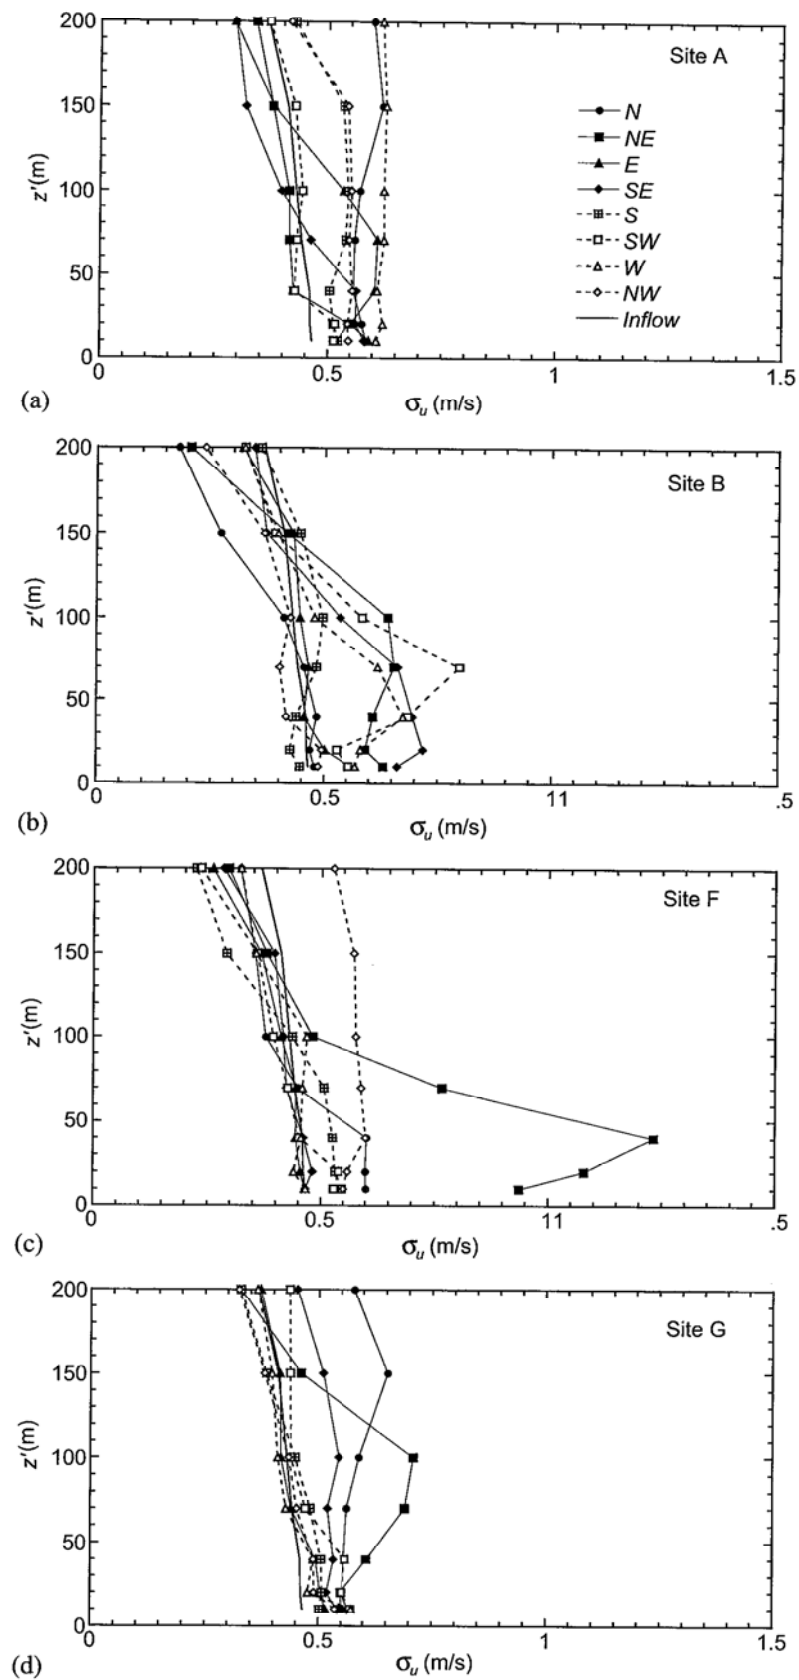 200
Site A
150
N
NE
E
z'(m)
100
SE
S
SW
50
W
NW
Inflow
0
0
0.5
1
1.5
(a)
σu (m/s)
200
Site B
150
z'(m)
100
50
0
0
0.5
11
.5
(b)
σu (m/s)
200
Site F
150
z'(m)
100
50
0
0
0.5
11
.5
(c)
σu (m/s)
200
Site G
150
z'(m)
100
50
0
0
0.5
1
1.5
(d)
σu (m/s)